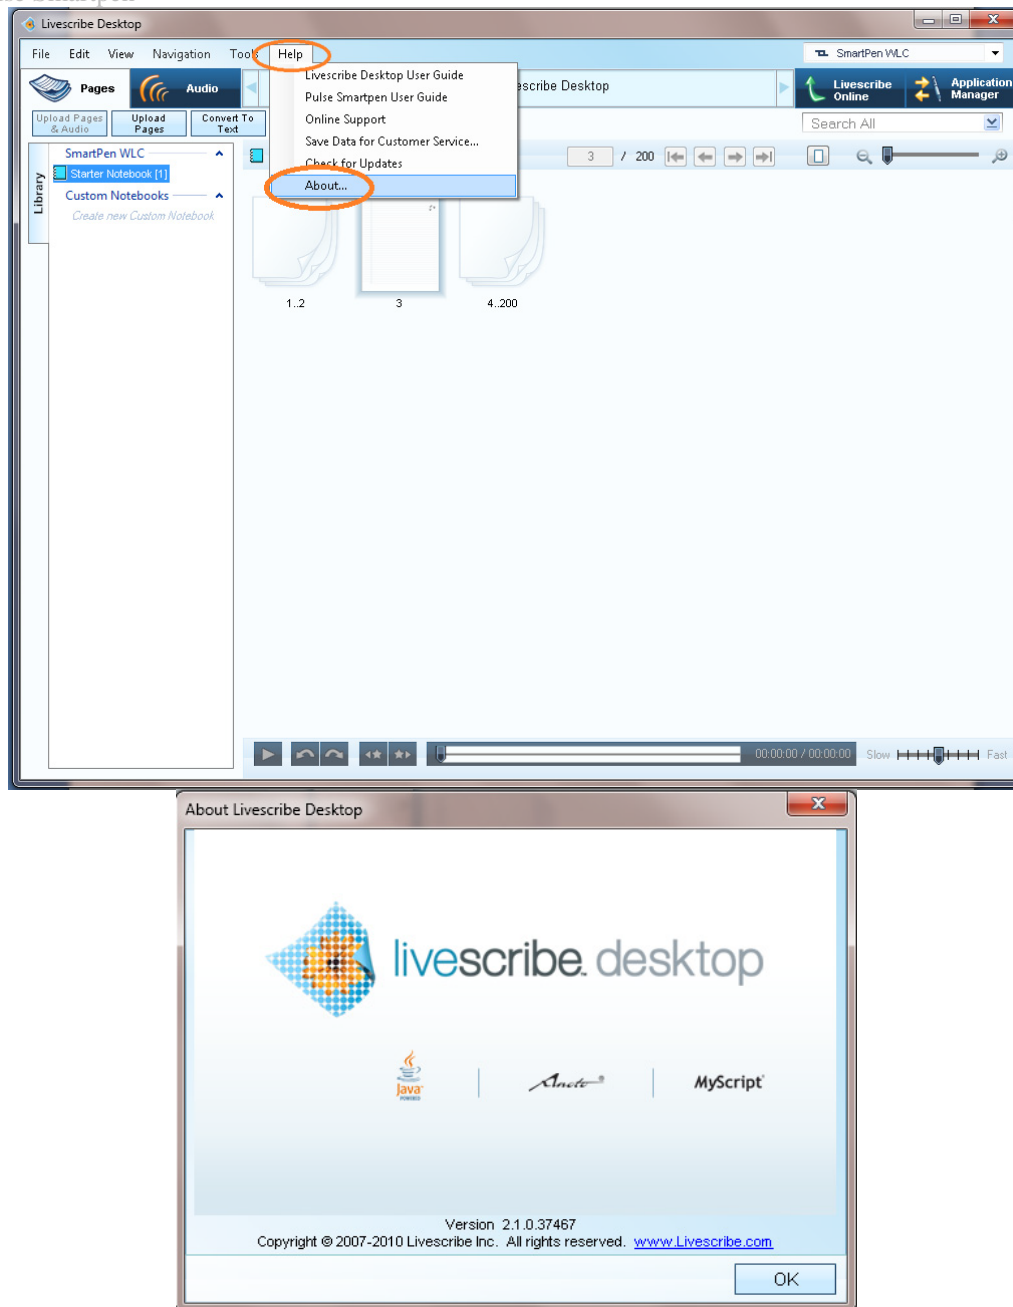 Livescribe Desktop
File Edit View Navigation Tools Help
SmartPen WLC
Pages Audio
Livescribe Desktop User Guide
Pulse Smartpen User Guide
Online Support
Save Data for Customer Service...
Check for Updates
About...
escribe Desktop
Livescribe Online
Application Manager
Upload Pages & Audio
Upload Pages
Convert To Text
Search All
3 / 200
Library
SmartPen WLC
Starter Notebook [1]
Custom Notebooks
Create new Custom Notebook
1..2 3 4..200
00:00:00 / 00:00:00 Slow Fast
About Livescribe Desktop
livescribe™ desktop
Java POWERED
Anoto®
MyScript®
Version 2.1.0.37467
Copyright © 2007-2010 Livescribe Inc. All rights reserved. www.Livescribe.com
OK